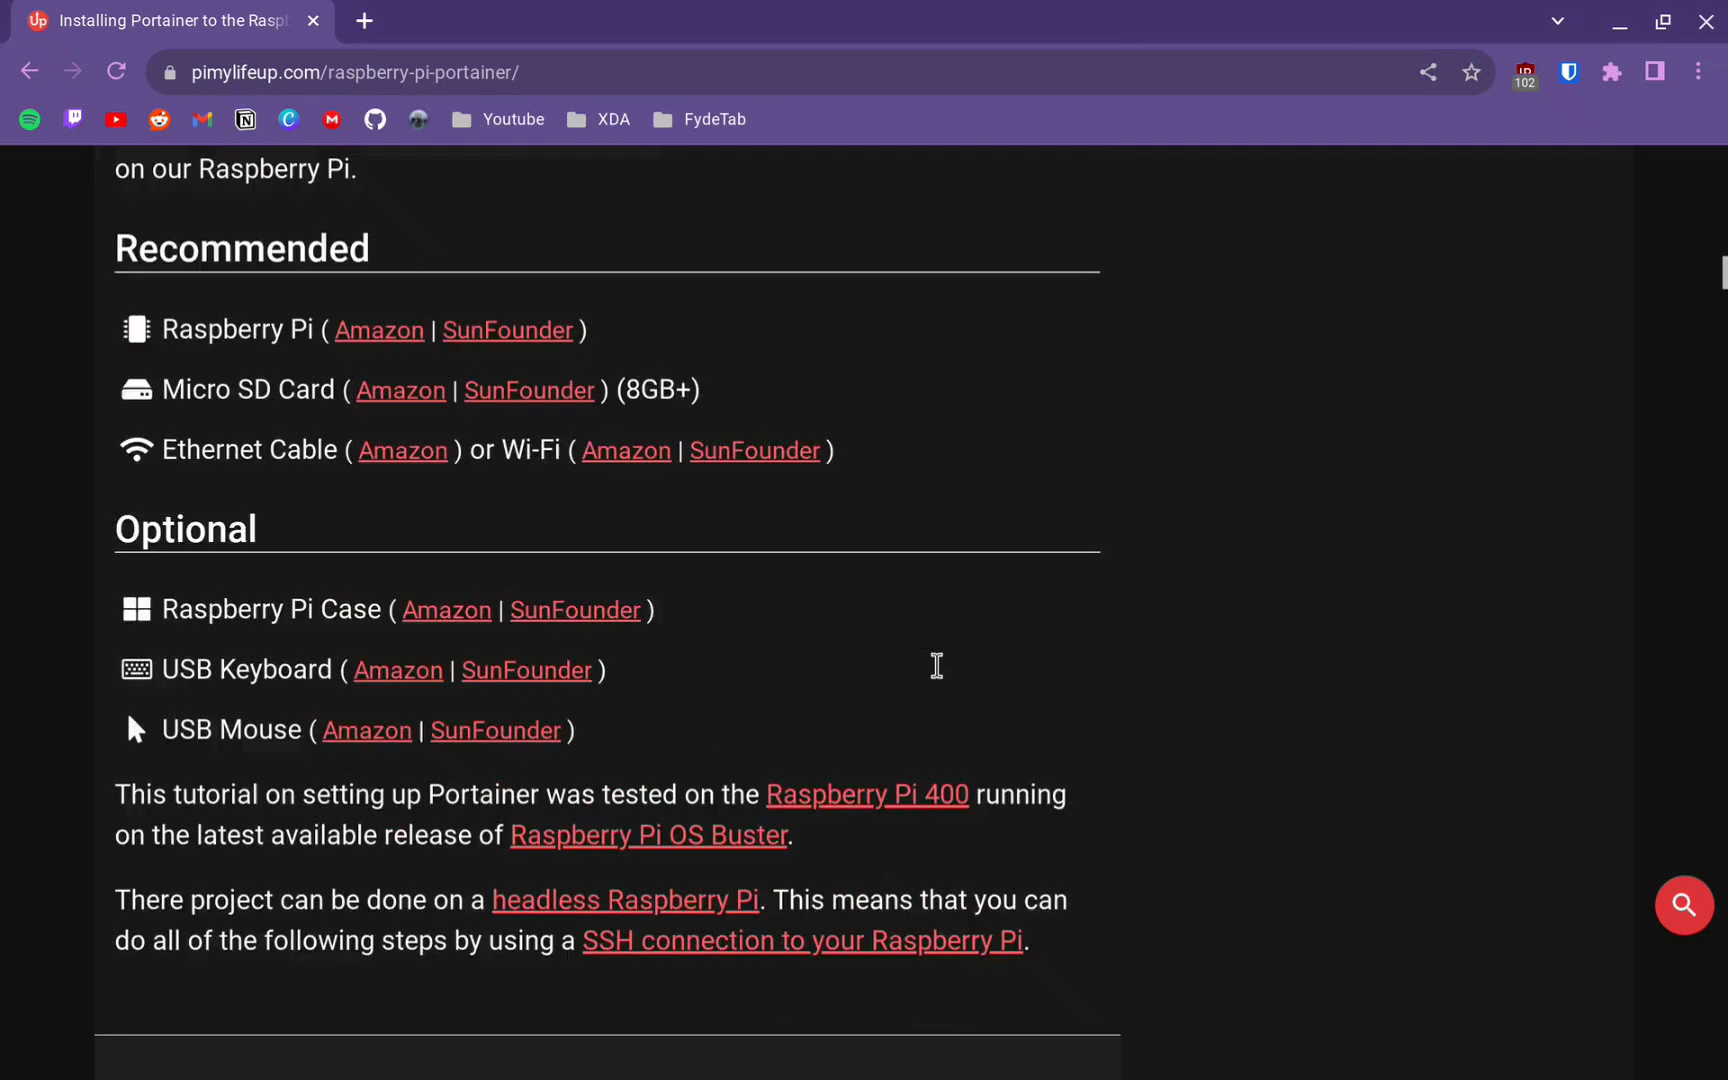 Up Installing Portainer to the Rasp
pimylifeup.com/raspberry-pi-portainer/
102
Youtube XDA FydeTab
on our Raspberry Pi.
Recommended
Raspberry Pi ( Amazon | SunFounder )
Micro SD Card ( Amazon | SunFounder ) (8GB+)
Ethernet Cable ( Amazon ) or Wi-Fi ( Amazon | SunFounder )
Optional
Raspberry Pi Case ( Amazon | SunFounder )
USB Keyboard ( Amazon | SunFounder )
USB Mouse ( Amazon | SunFounder )
This tutorial on setting up Portainer was tested on the Raspberry Pi 400 running
on the latest available release of Raspberry Pi OS Buster.
There project can be done on a headless Raspberry Pi. This means that you can
do all of the following steps by using a SSH connection to your Raspberry Pi.